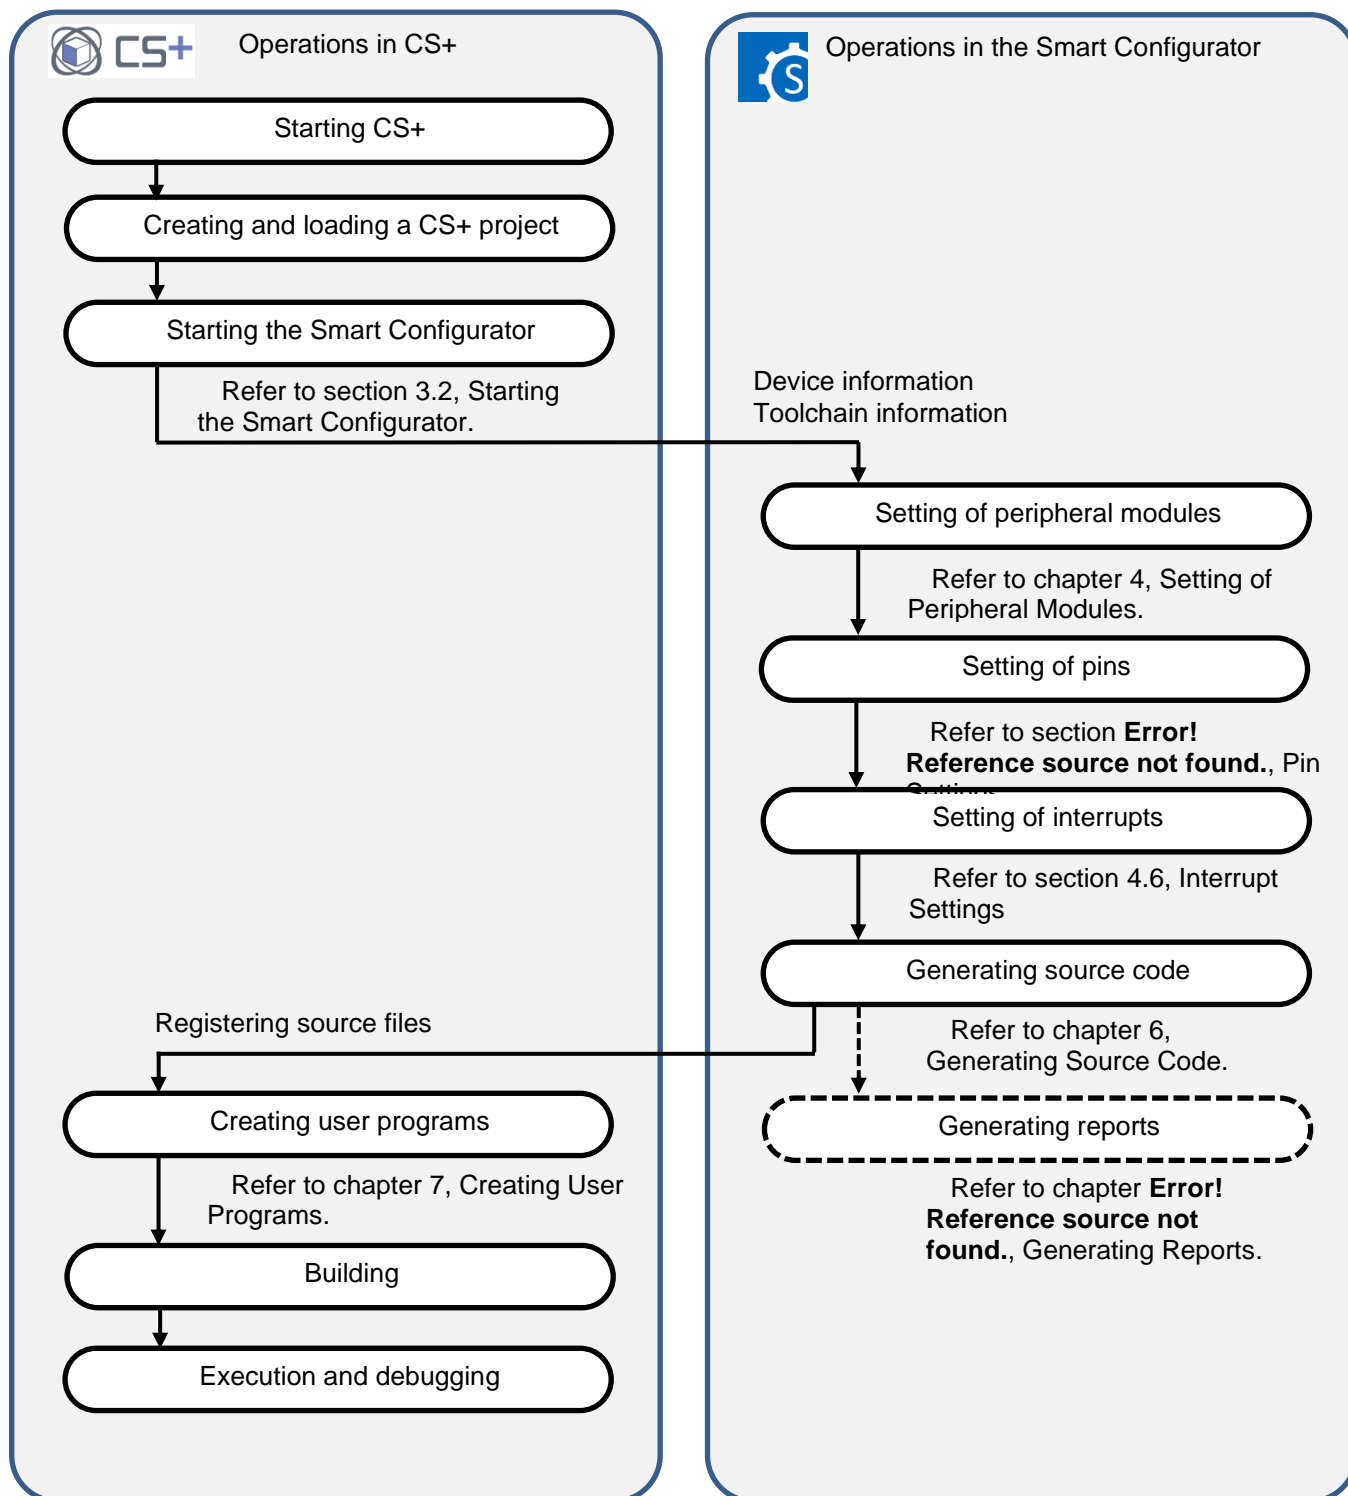 CS+
Operations in CS+
Starting CS+
Creating and loading a CS+ project
Starting the Smart Configurator
Refer to section 3.2, Starting
the Smart Configurator.
Registering source files
Creating user programs
Refer to chapter 7, Creating User
Programs.
Building
Execution and debugging
S
Operations in the Smart Configurator
Device information
Toolchain information
Setting of peripheral modules
Refer to chapter 4, Setting of
Peripheral Modules.
Setting of pins
Refer to section Error!
Reference source not found., Pin
Setting of interrupts
Refer to section 4.6, Interrupt
Settings
Generating source code
Refer to chapter 6,
Generating Source Code.
Generating reports
Refer to chapter Error!
Reference source not
found., Generating Reports.